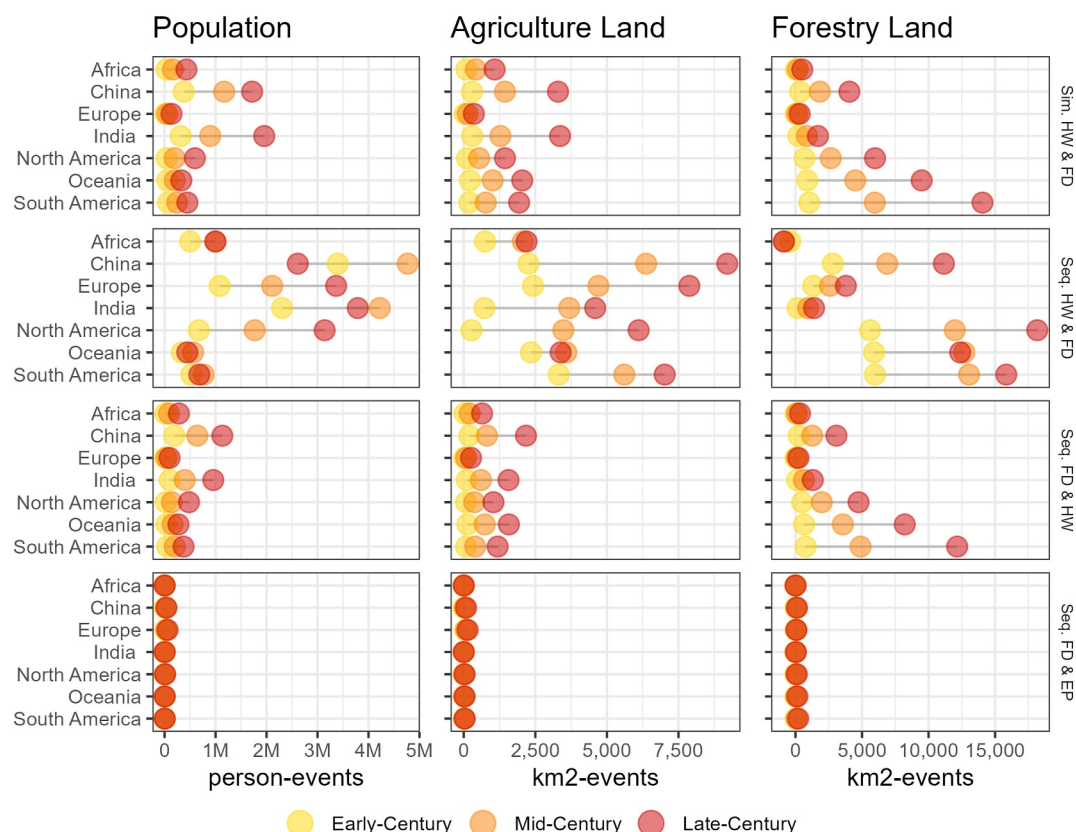 Population Agriculture Land Forestry Land
Africa
China
Europe
India
North America
Oceania
South America
Sim. HW & FD
Africa
China
Europe
India
North America
Oceania
South America
Seq. HW & FD
Africa
China
Europe
India
North America
Oceania
South America
Seq. FD & HW
Africa
China
Europe
India
North America
Oceania
South America
Seq. FD & EP
0 1M 2M 3M 4M 5M 0 2,500 5,000 7,500 0 5,000 10,000 15,000
person-events km2-events km2-events
Early-Century Mid-Century Late-Century